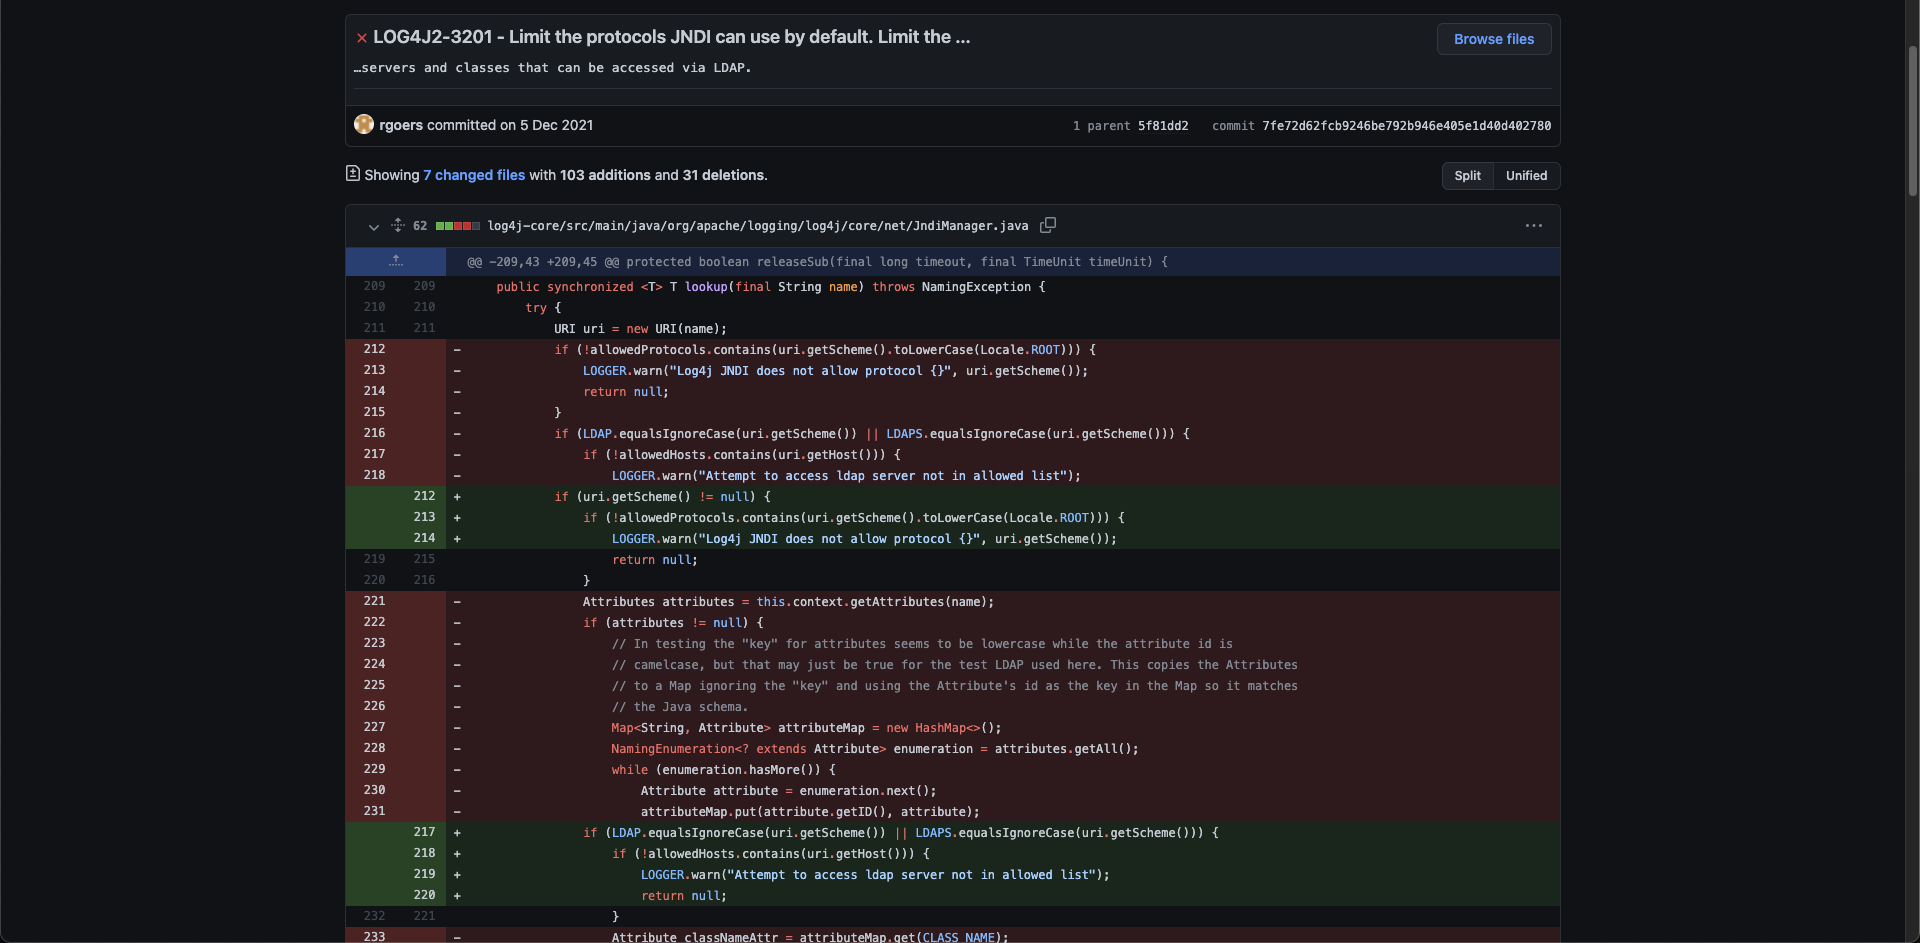 LOG4J2-3201 - Limit the protocols JNDI can use by default. Limit the ...
Browse files
…servers and classes that can be accessed via LDAP.
rgoers committed on 5 Dec 2021
1 parent 5f81dd2 commit 7fe72d62fcb9246be792b946e405e1d40d402780
Showing 7 changed files with 103 additions and 31 deletions.
Split Unified
62 log4j-core/src/main/java/org/apache/logging/log4j/core/net/JndiManager.java
@@ -209,43 +209,45 @@ protected boolean releaseSub(final long timeout, final TimeUnit timeUnit) {
209 209 public synchronized <T> T lookup(final String name) throws NamingException {
210 210 try {
211 211 URI uri = new URI(name);
212 - if (!allowedProtocols.contains(uri.getScheme().toLowerCase(Locale.ROOT))) {
213 - LOGGER.warn("Log4j JNDI does not allow protocol {}", uri.getScheme());
214 - return null;
215 - }
216 - if (LDAP.equalsIgnoreCase(uri.getScheme()) || LDAPS.equalsIgnoreCase(uri.getScheme())) {
217 - if (!allowedHosts.contains(uri.getHost())) {
218 - LOGGER.warn("Attempt to access ldap server not in allowed list");
212 + if (uri.getScheme() != null) {
213 + if (!allowedProtocols.contains(uri.getScheme().toLowerCase(Locale.ROOT))) {
214 + LOGGER.warn("Log4j JNDI does not allow protocol {}", uri.getScheme());
219 215 return null;
220 216 }
221 - Attributes attributes = this.context.getAttributes(name);
222 - if (attributes != null) {
223 - // In testing the "key" for attributes seems to be lowercase while the attribute id is
224 - // camelcase, but that may just be true for the test LDAP used here. This copies the Attributes
225 - // to a Map ignoring the "key" and using the Attribute's id as the key in the Map so it matches
226 - // the Java schema.
227 - Map<String, Attribute> attributeMap = new HashMap<>();
228 - NamingEnumeration<? extends Attribute> enumeration = attributes.getAll();
229 - while (enumeration.hasMore()) {
230 - Attribute attribute = enumeration.next();
231 - attributeMap.put(attribute.getID(), attribute);
217 + if (LDAP.equalsIgnoreCase(uri.getScheme()) || LDAPS.equalsIgnoreCase(uri.getScheme())) {
218 + if (!allowedHosts.contains(uri.getHost())) {
219 + LOGGER.warn("Attempt to access ldap server not in allowed list");
220 + return null;
232 221 }
233 - Attribute classNameAttr = attributeMap.get(CLASS_NAME);